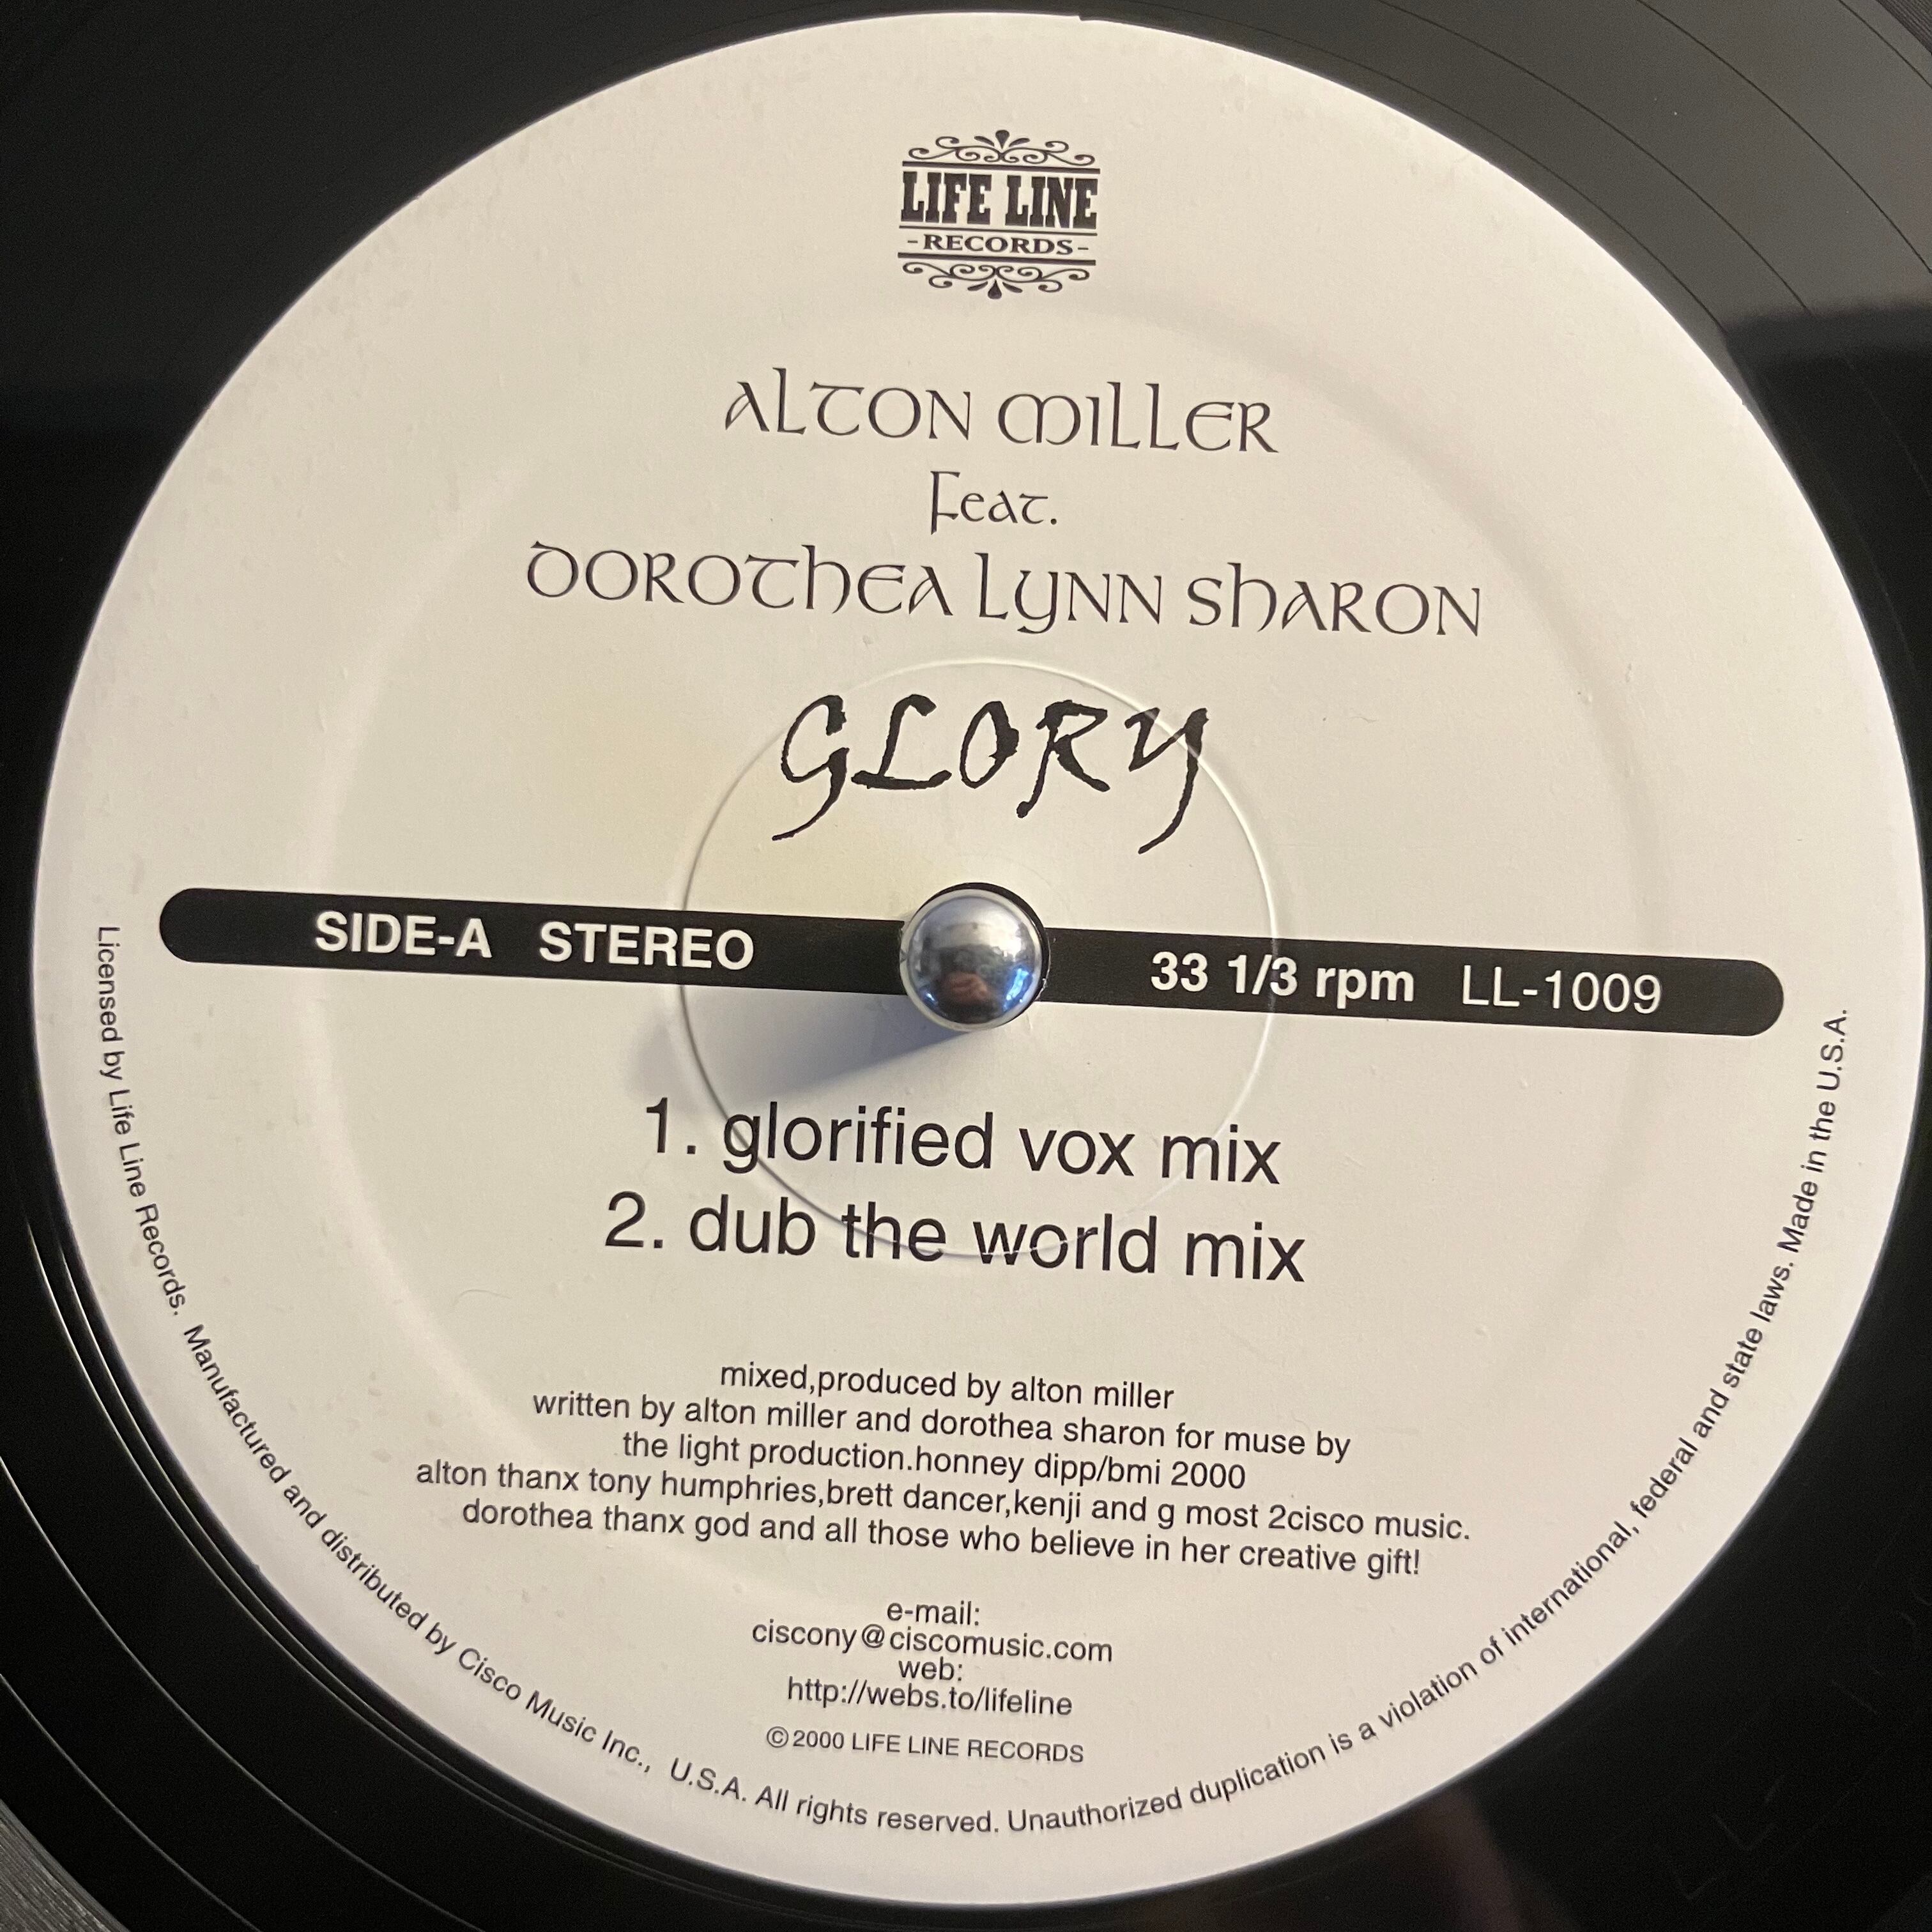 LIFE LINE
-RECORDS-
ALTON MILLER
Feat.
DOROTHEA LYNN SHARON
GLORY
SIDE-A STEREO 33 1/3 rpm LL-1009
1. glorified vox mix
2. dub the world mix
mixed,produced by alton miller
written by alton miller and dorothea sharon for muse by
the light production.honney dipp/bmi 2000
alton thanx tony humphries,brett dancer,kenji and g most 2cisco music.
dorothea thanx god and all those who believe in her creative gift!
e-mail:
ciscony@ciscomusic.com
web:
http://webs.to/lifeline
©2000 LIFE LINE RECORDS
Licensed by Life Line Records. Manufactured and distributed by Cisco Music Inc., U.S.A. All rights reserved. Unauthorized duplication is a violation of international, federal and state laws. Made in the U.S.A.